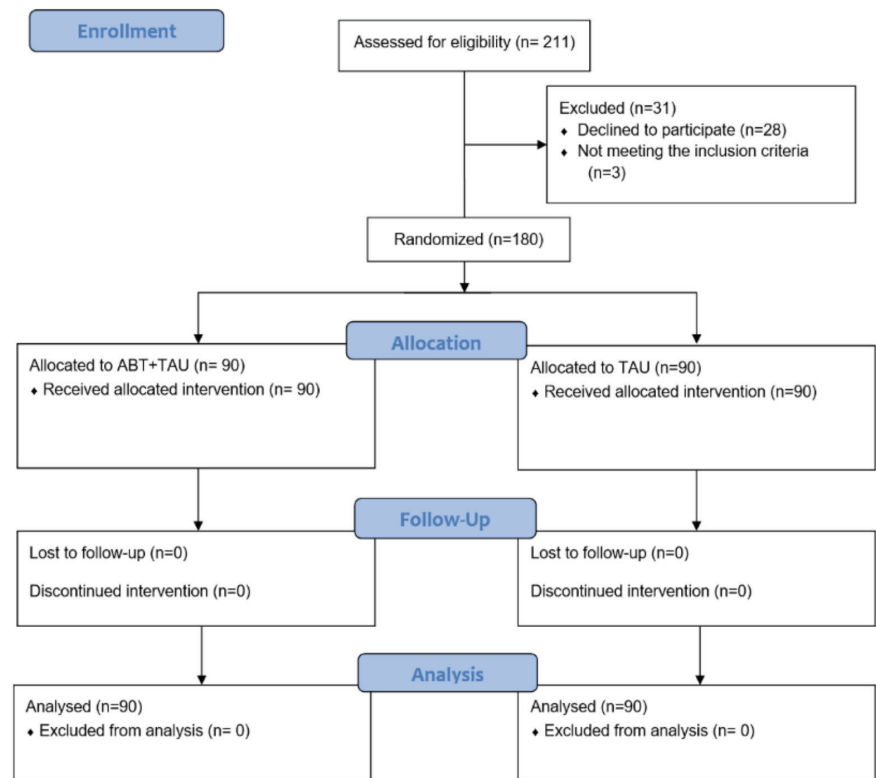 Enrollment
Assessed for eligibility (n= 211)
Excluded (n=31)
♦ Declined to participate (n=28)
♦ Not meeting the inclusion criteria
(n=3)
Randomized (n=180)
Allocation
Allocated to ABT+TAU (n= 90)
♦ Received allocated intervention (n= 90)
Allocated to TAU (n=90)
♦ Received allocated intervention (n=90)
Follow-Up
Lost to follow-up (n=0)
Discontinued intervention (n=0)
Lost to follow-up (n=0)
Discontinued intervention (n=0)
Analysis
Analysed (n=90)
♦ Excluded from analysis (n= 0)
Analysed (n=90)
♦ Excluded from analysis (n= 0)